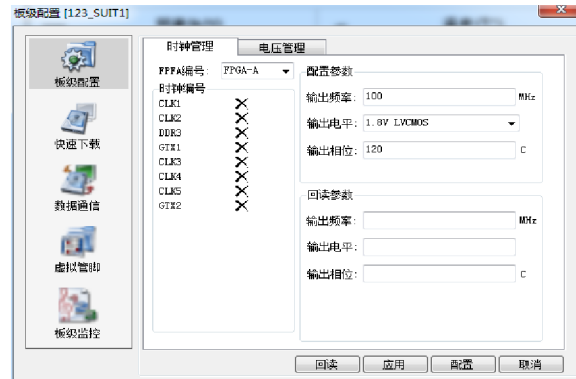 板级配置 [123_SUIT1]
时钟管理
电压管理
板级配置
快速下载
数据通信
虚拟管脚
板级监控
FPFA编号: FPGA-A
时钟编号
CLK1
CLK2
DDR3
GTX1
CLK3
CLK4
CLK5
GTX2
配置参数
输出频率: 100 MHz
输出电平: 1.8V LVCMOS
输出相位: 120 C
回读参数
输出频率: MHz
输出电平:
输出相位: C
回读 应用 配置 取消